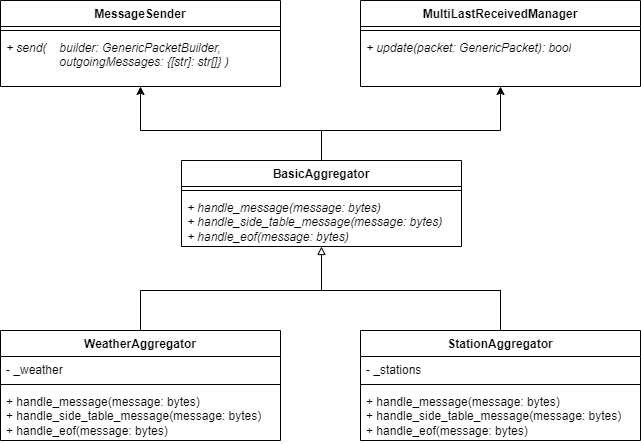 MessageSender
+ send( builder: GenericPacketBuilder,
outgoingMessages: {[str]: str[]} )
MultiLastReceivedManager
+ update(packet: GenericPacket): bool
BasicAggregator
+ handle_message(message: bytes)
+ handle_side_table_message(message: bytes)
+ handle_eof(message: bytes)
WeatherAggregator
- _weather
+ handle_message(message: bytes)
+ handle_side_table_message(message: bytes)
+ handle_eof(message: bytes)
StationAggregator
- _stations
+ handle_message(message: bytes)
+ handle_side_table_message(message: bytes)
+ handle_eof(message: bytes)